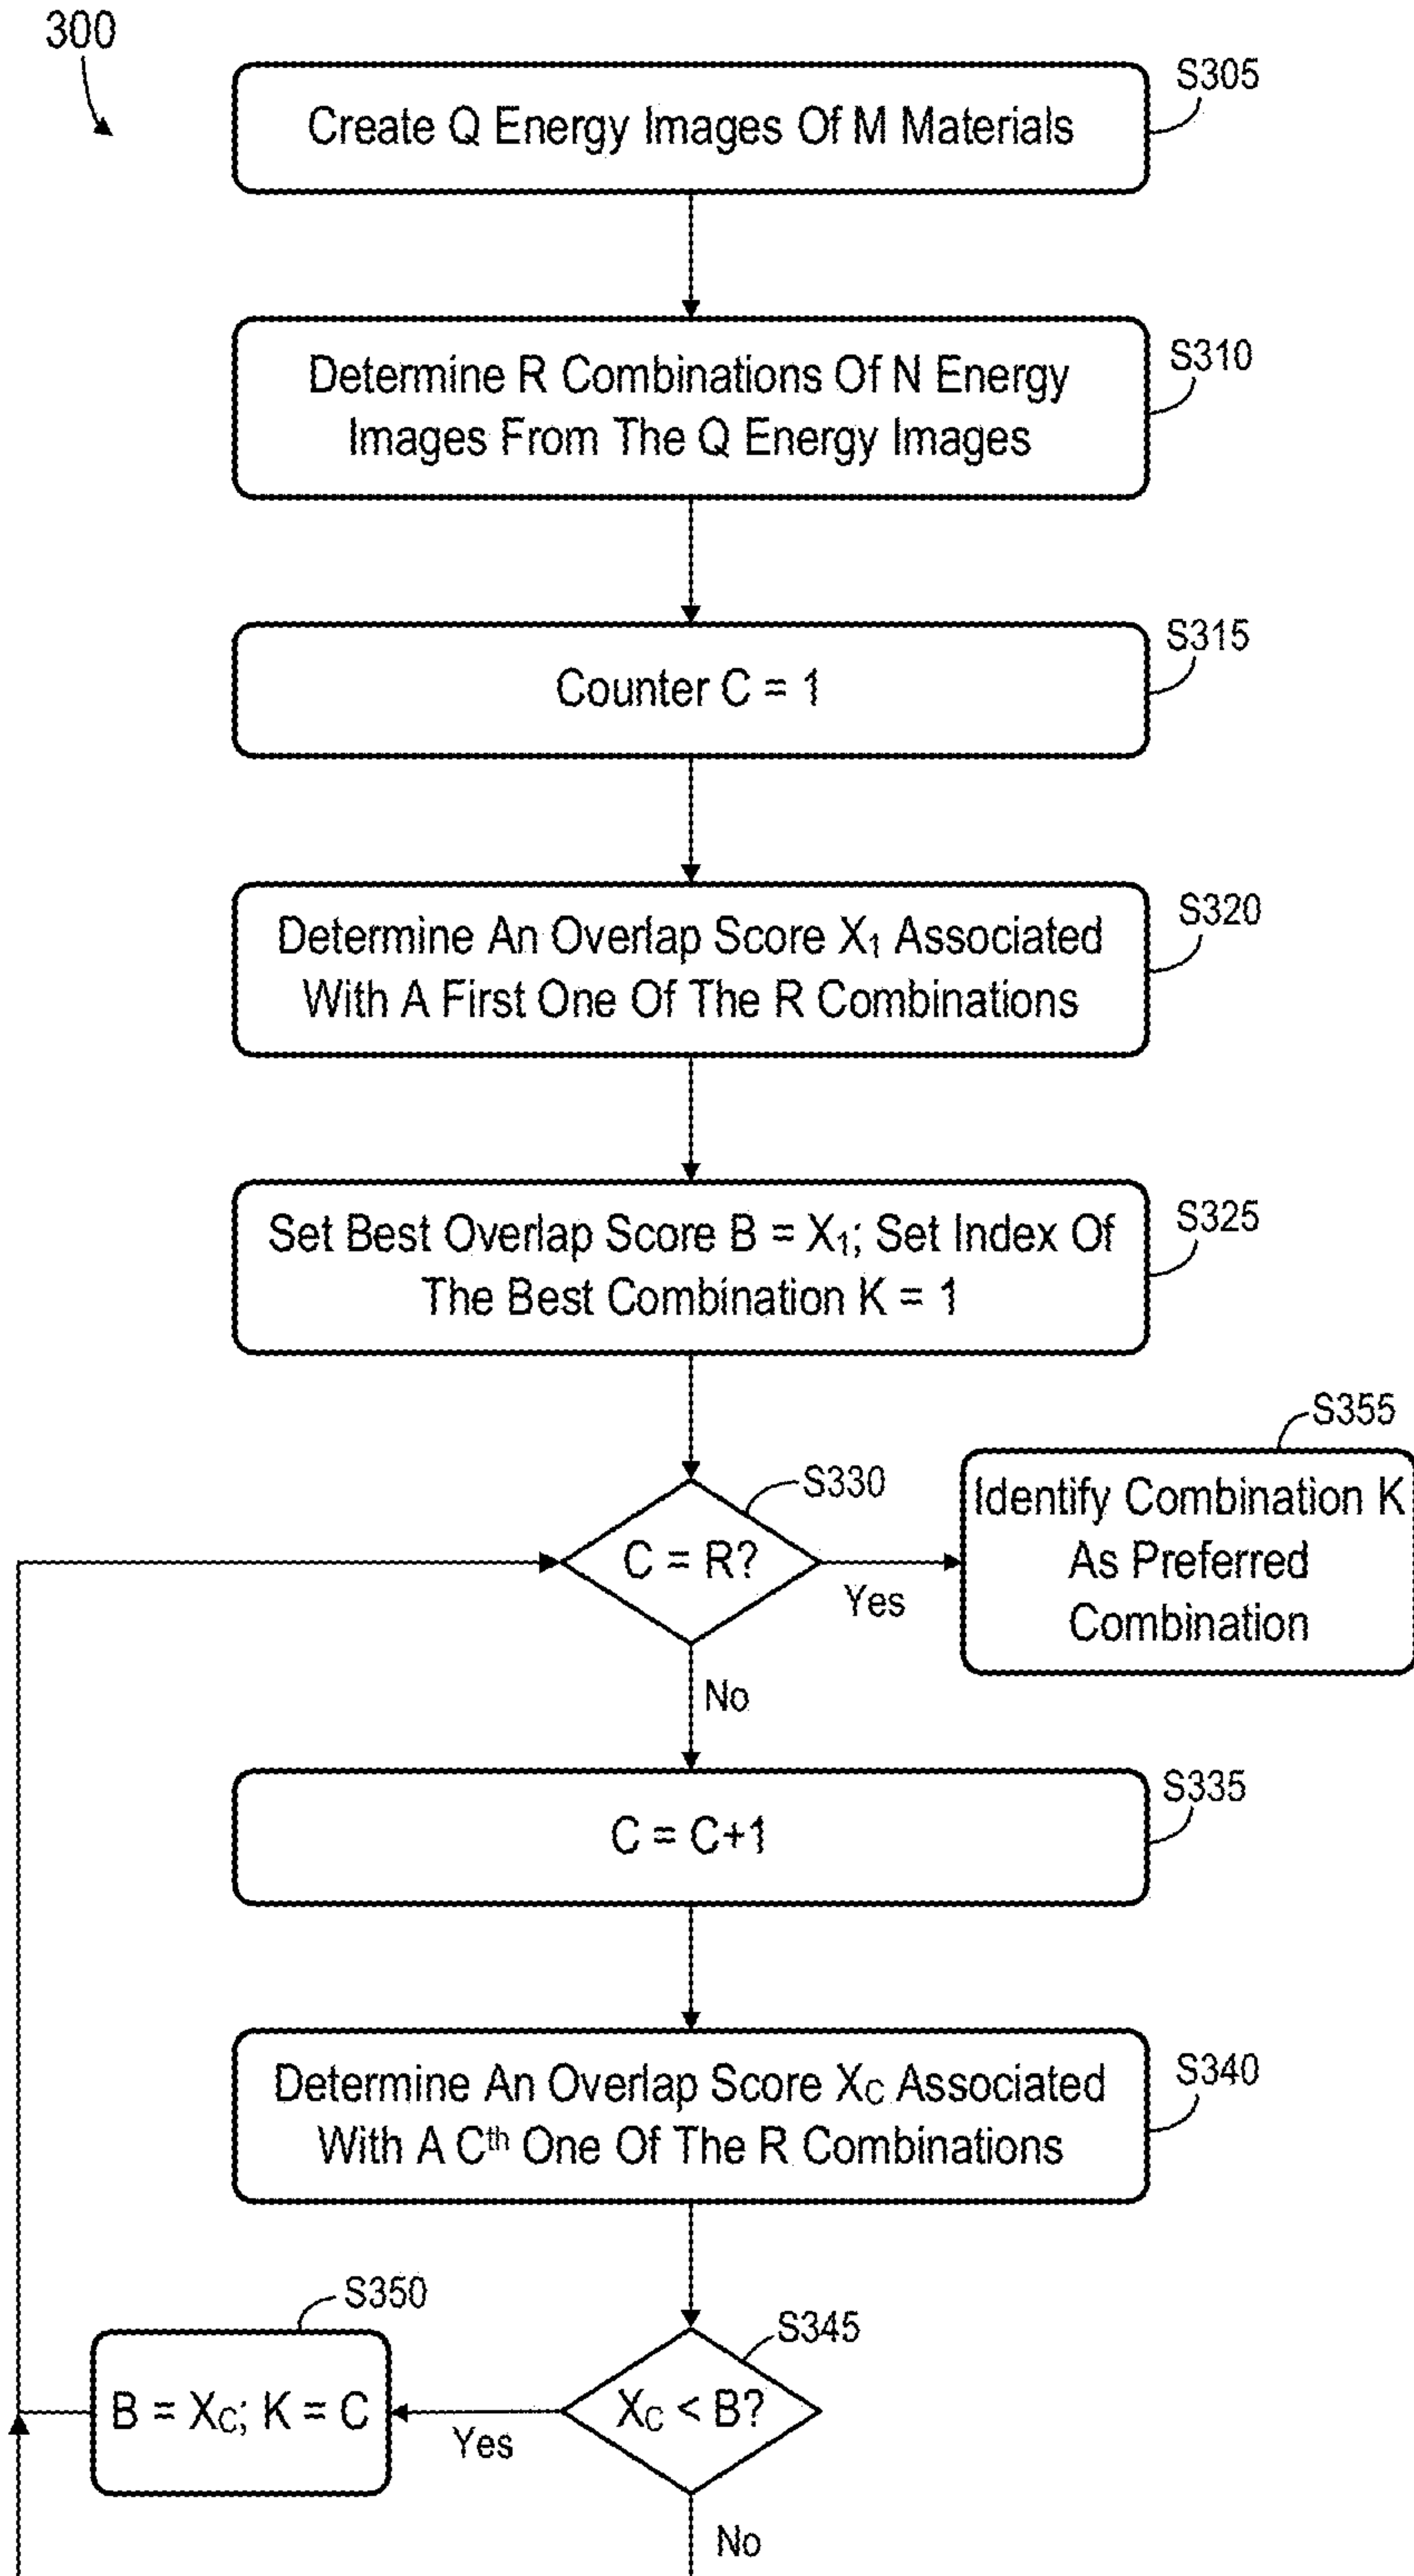 300
S305
Create Q Energy Images Of M Materials
S310
Determine R Combinations Of N Energy
Images From The Q Energy Images
S315
Counter C = 1
S320
Determine An Overlap Score X₁ Associated
With A First One Of The R Combinations
S325
Set Best Overlap Score B = X₁; Set Index Of
The Best Combination K = 1
S355
Identify Combination K
As Preferred
Combination
S330
C = R?
Yes
No
S335
C = C+1
S340
Determine An Overlap Score X_C Associated
With A Cᵗʰ One Of The R Combinations
S350
B = X_C; K = C
S345
X_C < B?
Yes
No